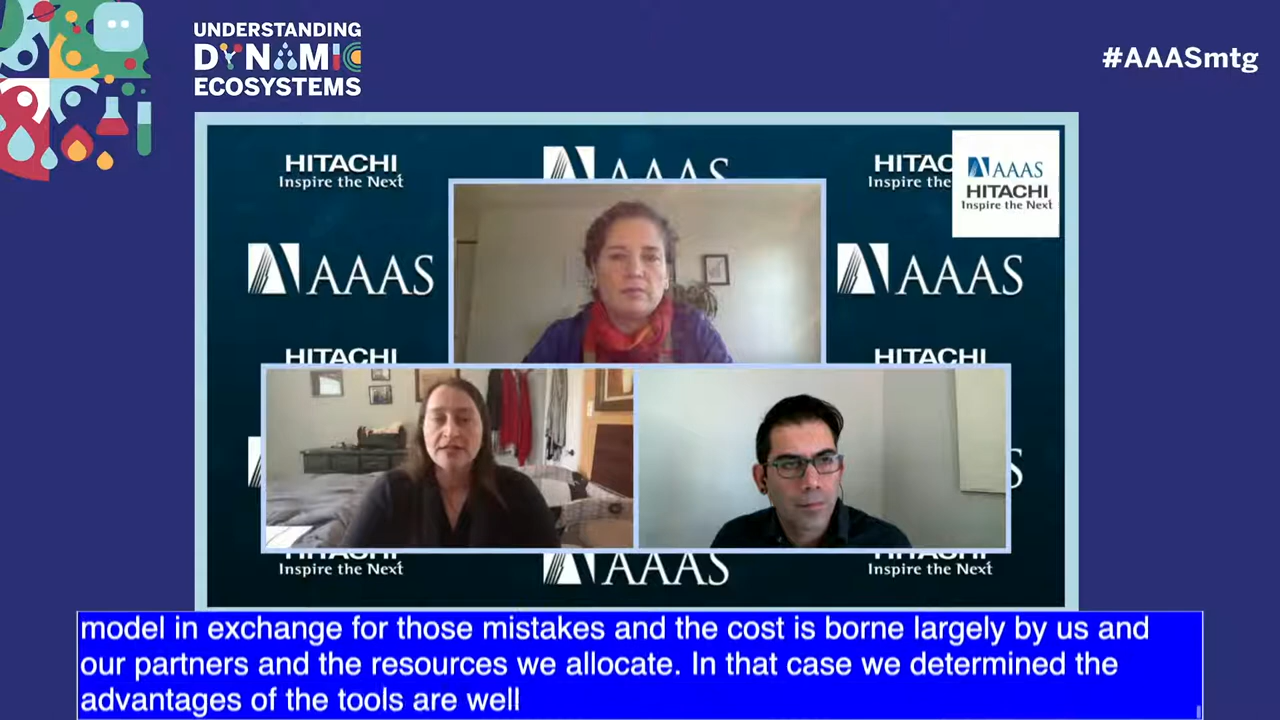 UNDERSTANDING
DYNAMIC
ECOSYSTEMS
#AAASmtg
HITACHI
Inspire the Next
AAAS
HITAC
Inspire the
AAAS
HITACHI
Inspire the Next
AAAS
AAAS
HITACHI
HITACHI
S
HITACHI
Inspire the Next
AAAS
HITACHI
Inspire the Next
model in exchange for those mistakes and the cost is borne largely by us and
our partners and the resources we allocate. In that case we determined the
advantages of the tools are well